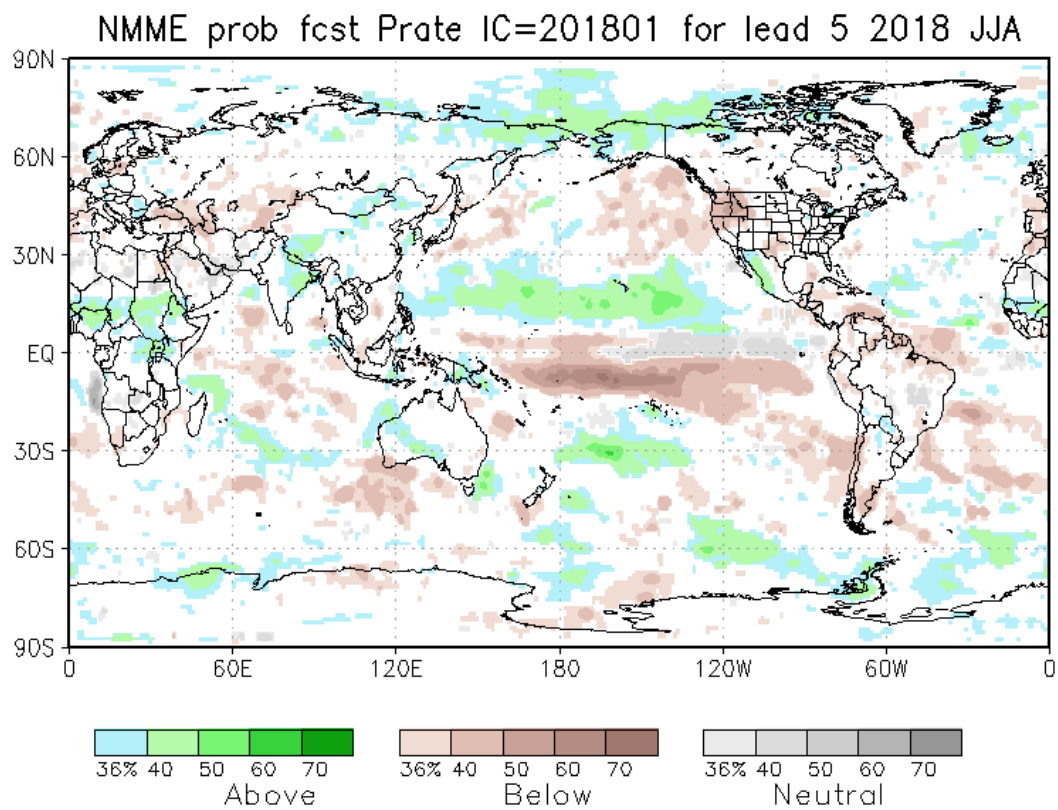 NMME prob fcst Prate IC=201801 for lead 5 2018 JJA
90N
60N
30N
EQ
30S
60S
90S
0 60E 120E 180 120W 60W 0
36% 40 50 60 70 36% 40 50 60 70 36% 40 50 60 70
Above Below Neutral